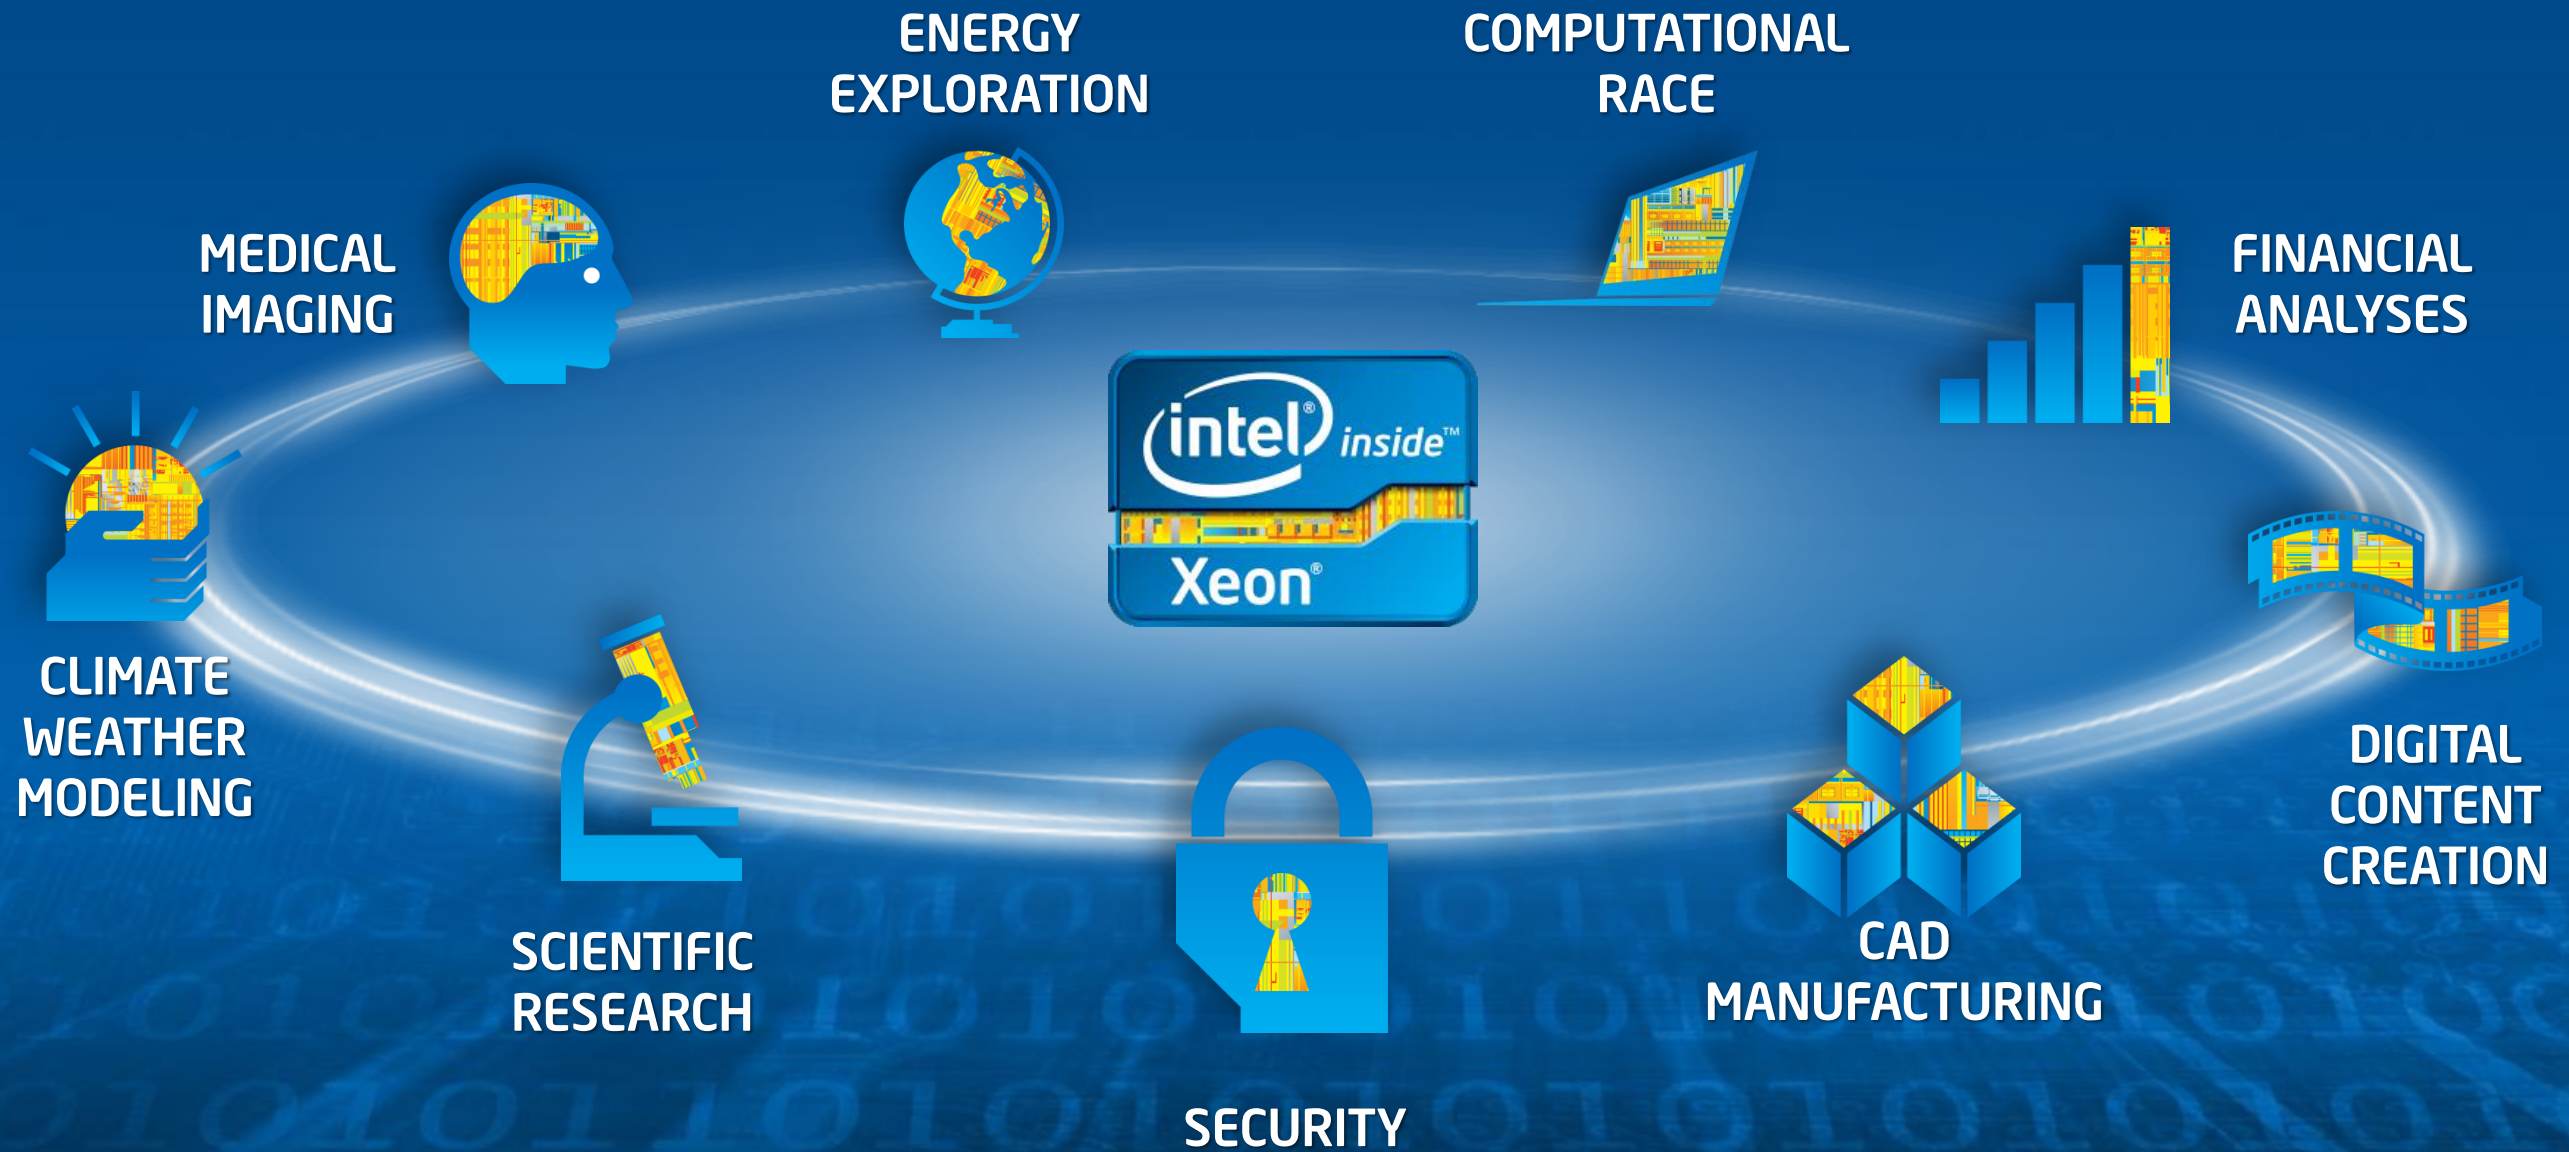 ENERGY
EXPLORATION
COMPUTATIONAL
RACE
MEDICAL
IMAGING
FINANCIAL
ANALYSES
intel® inside™
Xeon®
CLIMATE
WEATHER
MODELING
DIGITAL
CONTENT
CREATION
SCIENTIFIC
RESEARCH
CAD
MANUFACTURING
SECURITY